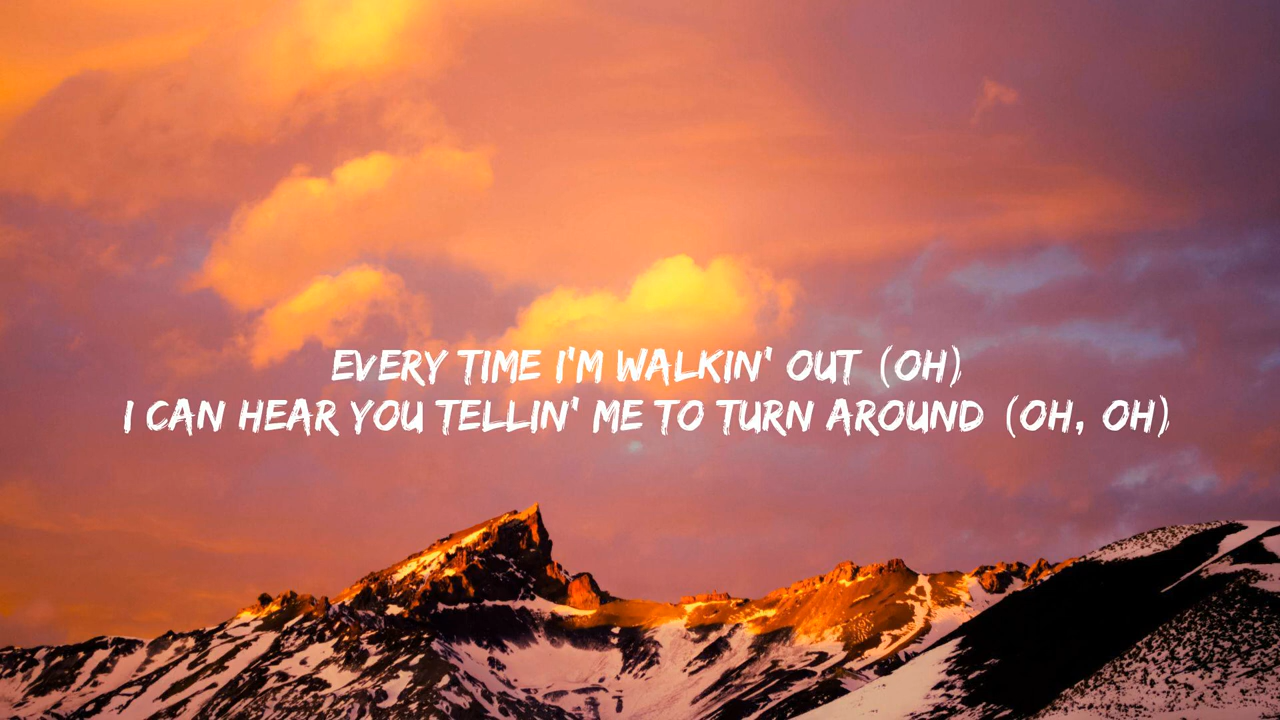 EVERY TIME I'M WALKIN' OUT (OH)
I CAN HEAR YOU TELLIN' ME TO TURN AROUND (OH, OH)